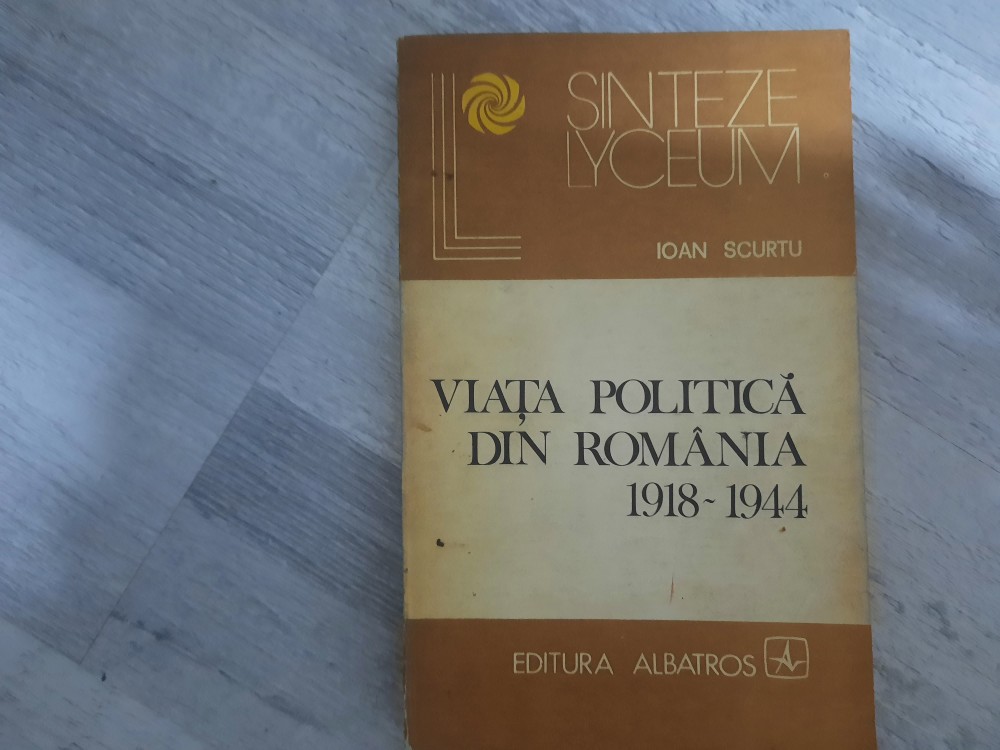 SINTEZE
LYCEUM
IOAN SCURTU
VIAȚA POLITICĂ
DIN ROMÂNIA
1918~1944
EDITURA ALBATROS